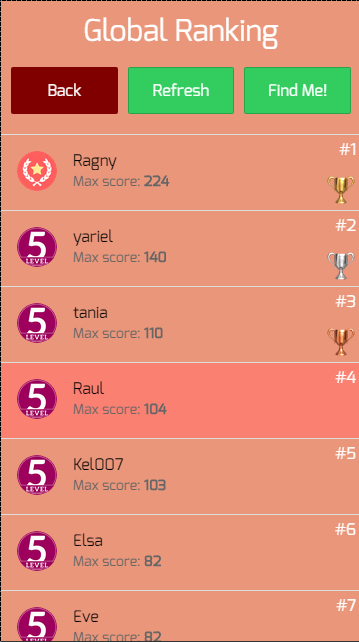 Global Ranking
Back
Refresh
Find Me!
#1
Ragny
Max score: 224
#2
yariel
Max score: 140
5
LEVEL
#3
tania
Max score: 110
5
LEVEL
#4
Raul
Max score: 104
5
LEVEL
#5
Kel007
Max score: 103
5
LEVEL
#6
Elsa
Max score: 82
5
LEVEL
#7
Eve
Max score: 82
5
LEVEL